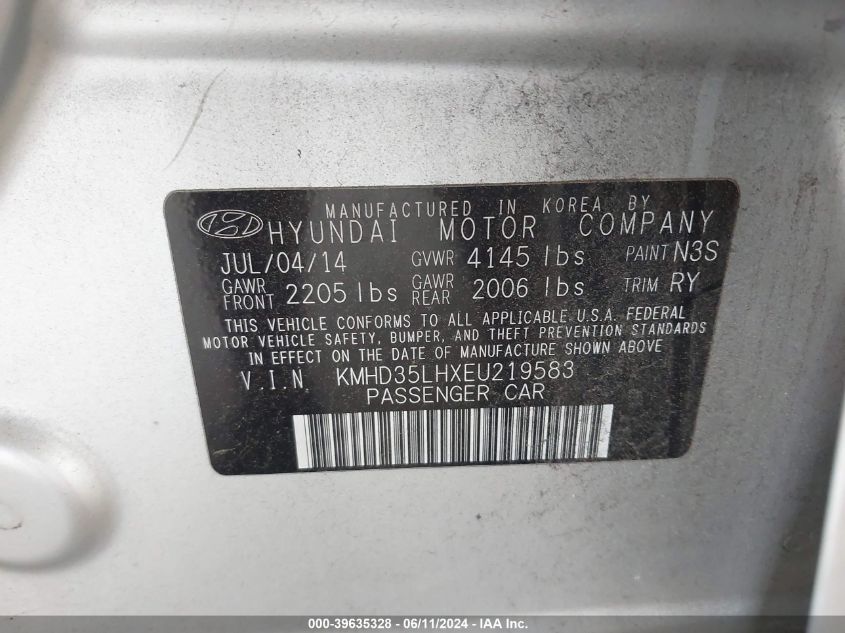 MANUFACTURED IN KOREA BY
HYUNDAI MOTOR COMPANY
JUL/04/14 GVWR 4145 lbs PAINT N3S
GAWR FRONT 2205 lbs GAWR REAR 2006 lbs TRIM RY
THIS VEHICLE CONFORMS TO ALL APPLICABLE U.S.A. FEDERAL
MOTOR VEHICLE SAFETY, BUMPER, AND THEFT PREVENTION STANDARDS
IN EFFECT ON THE DATE OF MANUFACTURE SHOWN ABOVE
V.I.N. KMHD35LHXEU219583
PASSENGER CAR
000-39635328 - 06/11/2024 - IAA Inc.